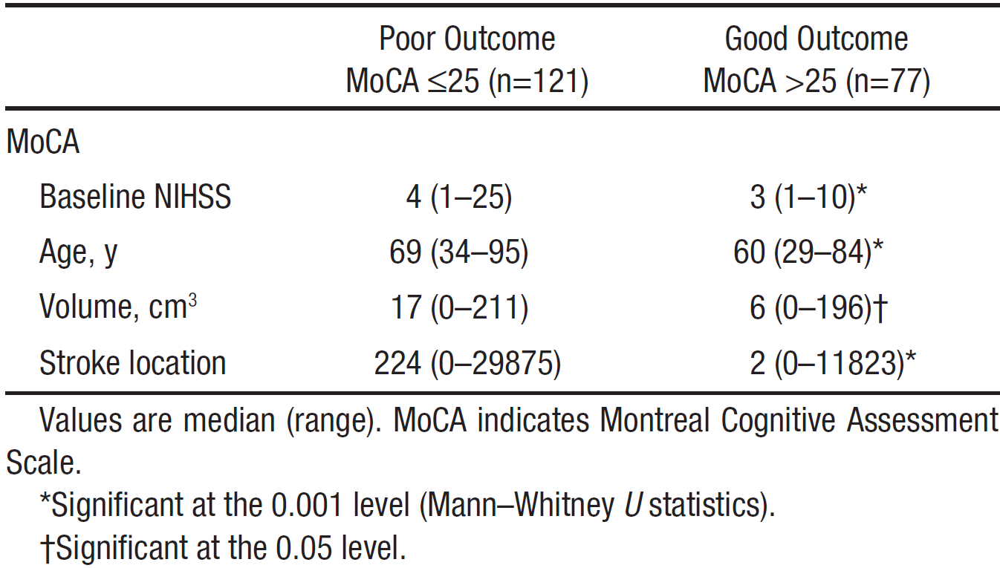 Poor Outcome Good Outcome
MoCA ≤25 (n=121) MoCA >25 (n=77)
MoCA
Baseline NIHSS 4 (1–25) 3 (1–10)*
Age, y 69 (34–95) 60 (29–84)*
Volume, cm³ 17 (0–211) 6 (0–196)†
Stroke location 224 (0–29875) 2 (0–11823)*
Values are median (range). MoCA indicates Montreal Cognitive Assessment
Scale.
*Significant at the 0.001 level (Mann–Whitney U statistics).
†Significant at the 0.05 level.